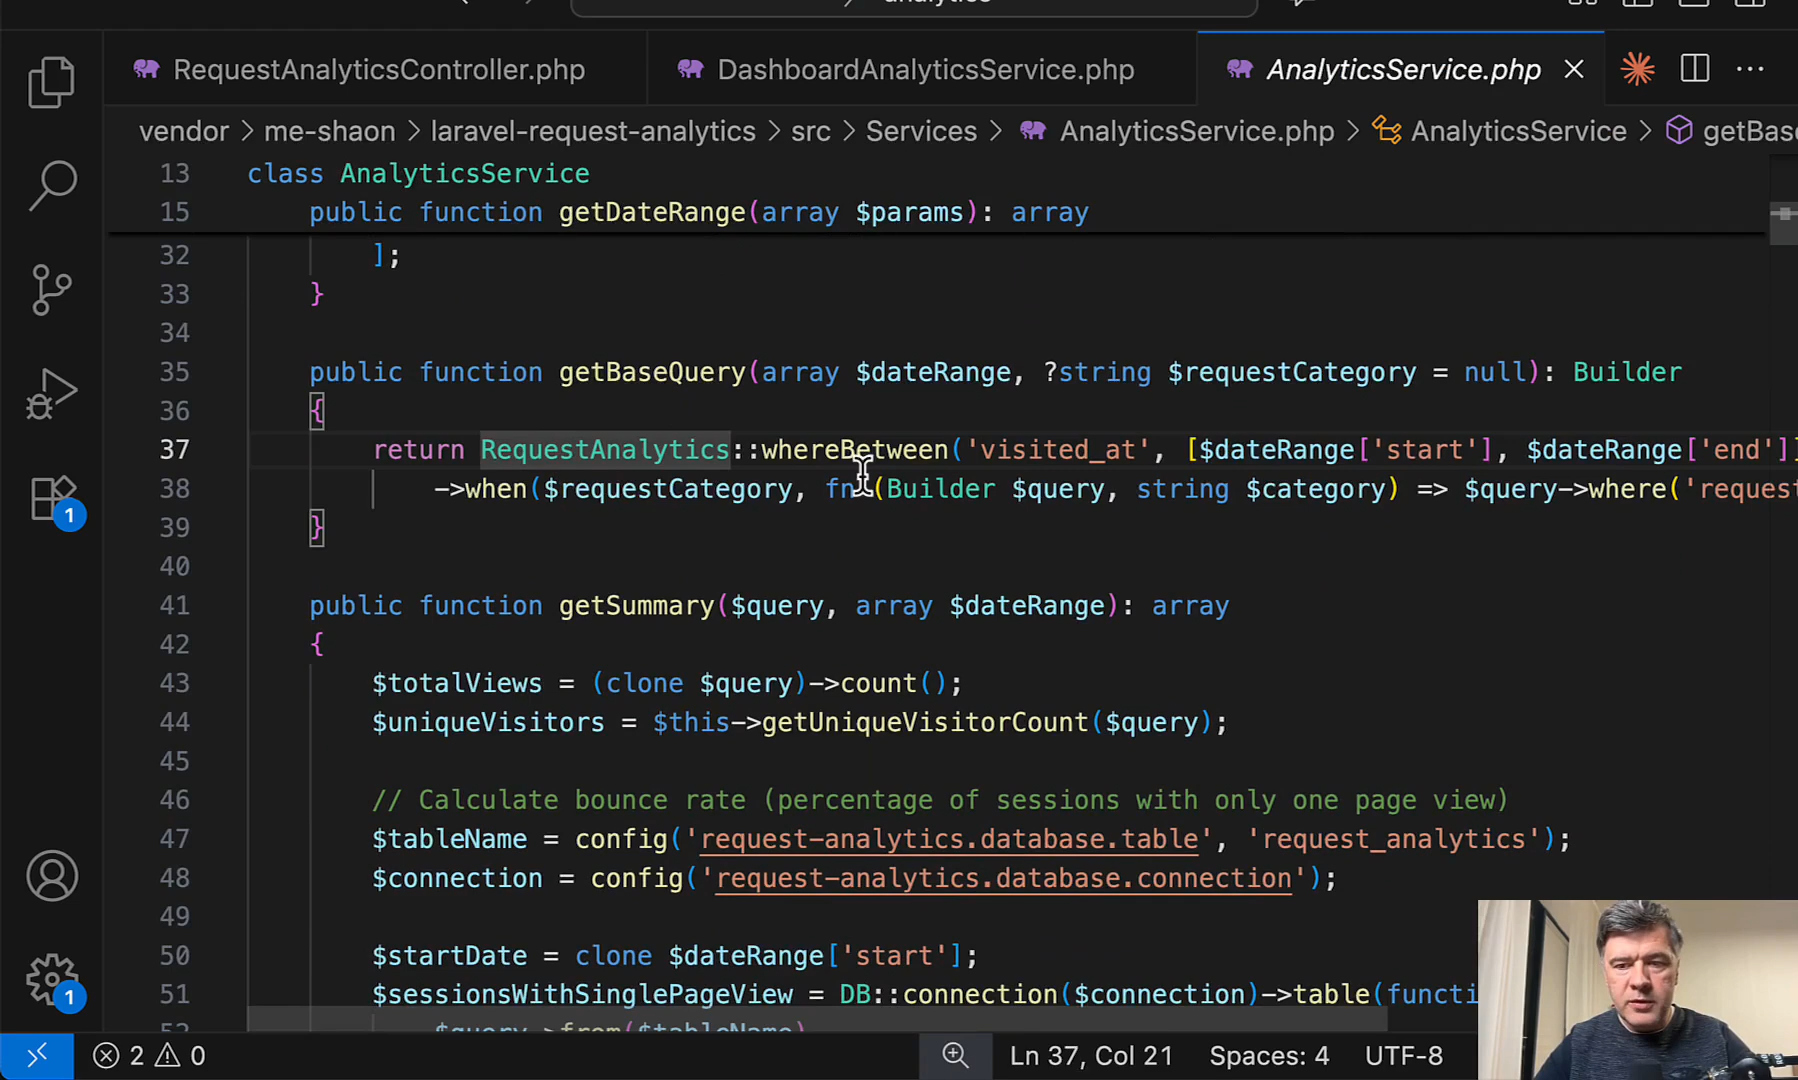 RequestAnalyticsController.php
DashboardAnalyticsService.php
AnalyticsService.php
vendor > me-shaon > laravel-request-analytics > src > Services > AnalyticsService.php > AnalyticsService > getBas
13 class AnalyticsService
15 public function getDateRange(array $params): array
32 ];
33 }
34
35 public function getBaseQuery(array $dateRange, ?string $requestCategory = null): Builder
36 {
37 return RequestAnalytics::whereBetween('visited_at', [$dateRange['start'], $dateRange['end']]
38 ->when($requestCategory, fn (Builder $query, string $category) => $query->where('request
39 }
40
41 public function getSummary($query, array $dateRange): array
42 {
43 $totalViews = (clone $query)->count();
44 $uniqueVisitors = $this->getUniqueVisitorCount($query);
45
46 // Calculate bounce rate (percentage of sessions with only one page view)
47 $tableName = config('request-analytics.database.table', 'request_analytics');
48 $connection = config('request-analytics.database.connection');
49
50 $startDate = clone $dateRange['start'];
51 $sessionsWithSinglePageView = DB::connection($connection)->table(functi
52 $query->from($tableName)
1
1
2 0
Ln 37, Col 21
Spaces: 4
UTF-8